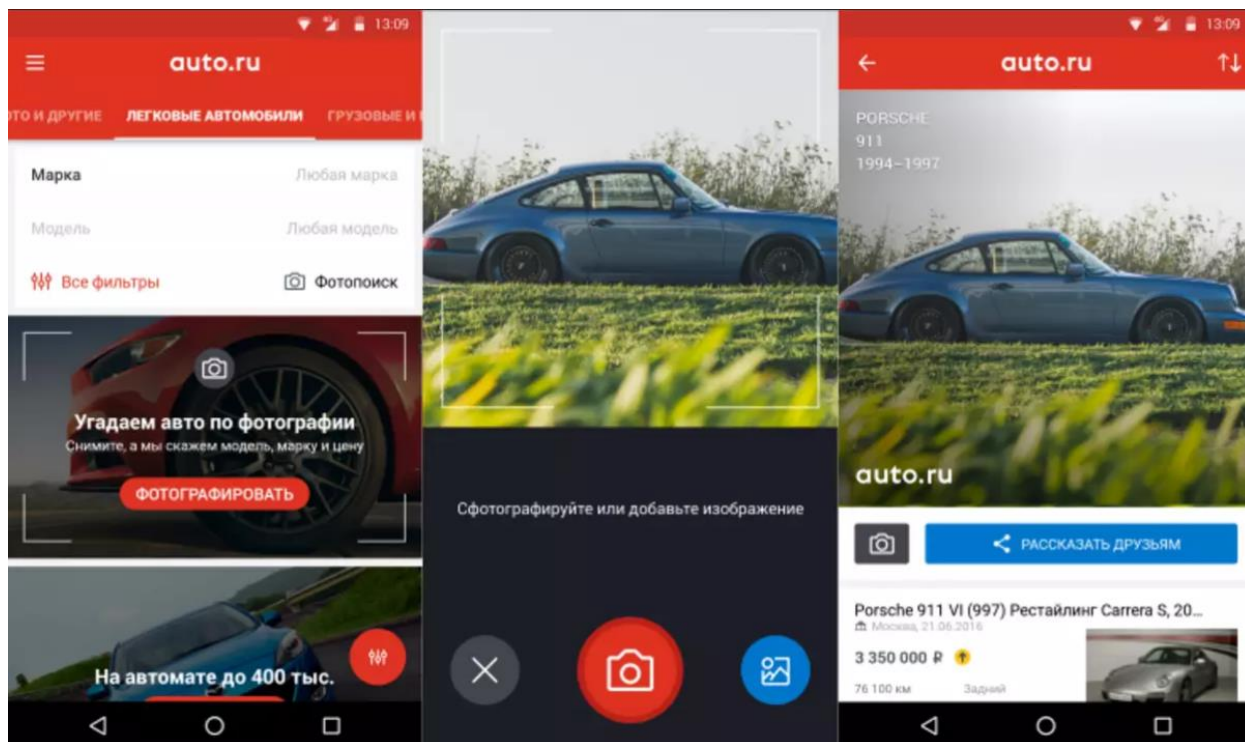 13:09
auto.ru
ТО И ДРУГИЕ
ЛЕГКОВЫЕ АВТОМОБИЛИ
ГРУЗОВЫЕ И
Марка
Любая марка
Модель
Любая модель
Все фильтры
Фотопоиск
Угадаем авто по фотографии
Снимите, а мы скажем модель, марку и цену
ФОТОГРАФИРОВАТЬ
На автомате до 400 тыс.
Сфотографируйте или добавьте изображение
13:09
auto.ru
PORSCHE
911
1994–1997
auto.ru
РАССКАЗАТЬ ДРУЗЬЯМ
Porsche 911 VI (997) Рестайлинг Carrera S, 20...
Москва, 21.06.2016
3 350 000 ₽
76 100 км
Задний